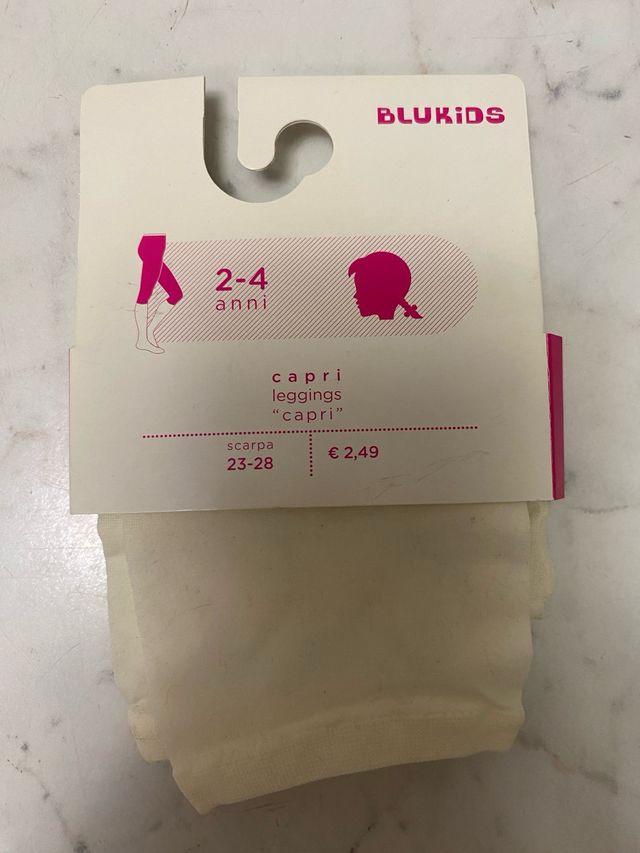 BLUKiDS
2-4
anni
capri
leggings
"capri"
scarpa
23-28
€ 2,49